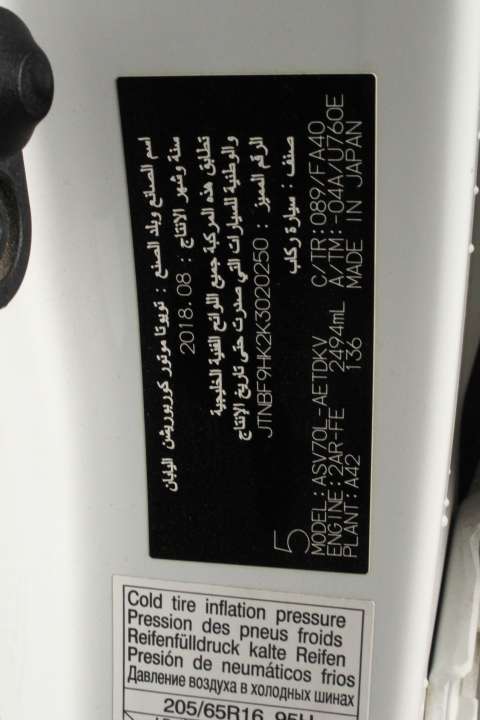 اسم الصانع وبلد الصنع : تويوتا موتور كوربوريشن اليابان
سنة وشهر الإنتاج : 2018. 08
تطابق هذه المركبة جميع اللوائح الفنية الخليجية
والوطنية للسيارات التي صدرت حتى تاريخ الإنتاج
الرقم المميز : JTNBF9HK2K3020250
صنف : سيارة ركاب
5
MODEL:ASV70L-AETDKV C/TR:089/FA40
ENGINE:2AR-FE 2494mL A/TM:-04A/U760E
PLANT:A42 136 MADE IN JAPAN
Cold tire inflation pressure
Pression des pneus froids
Reifenfülldruck kalte Reifen
Presión de neumáticos frios
Давление воздуха в холодных шинах
205/65R16 95H